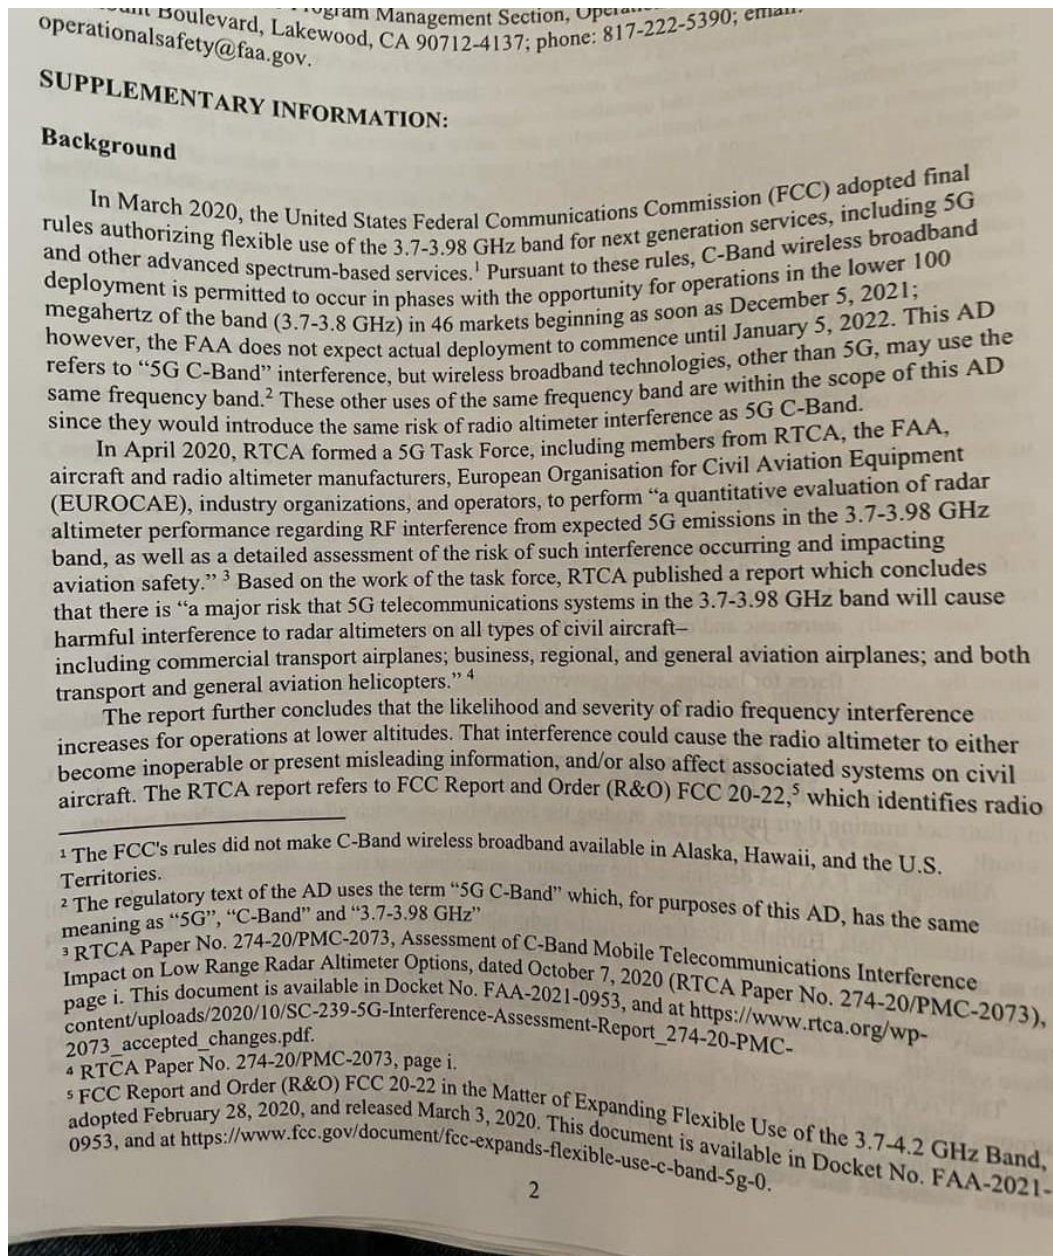 Program Management Section,
Boulevard, Lakewood, CA 90712-4137; phone: 817-222-5390; email:
operationalsafety@faa.gov.
SUPPLEMENTARY INFORMATION:
Background
In March 2020, the United States Federal Communications Commission (FCC) adopted final
rules authorizing flexible use of the 3.7-3.98 GHz band for next generation services, including 5G
and other advanced spectrum-based services.¹ Pursuant to these rules, C-Band wireless broadband
deployment is permitted to occur in phases with the opportunity for operations in the lower 100
megahertz of the band (3.7-3.8 GHz) in 46 markets beginning as soon as December 5, 2021;
however, the FAA does not expect actual deployment to commence until January 5, 2022. This AD
refers to “5G C-Band” interference, but wireless broadband technologies, other than 5G, may use the
same frequency band.² These other uses of the same frequency band are within the scope of this AD
since they would introduce the same risk of radio altimeter interference as 5G C-Band.
In April 2020, RTCA formed a 5G Task Force, including members from RTCA, the FAA,
aircraft and radio altimeter manufacturers, European Organisation for Civil Aviation Equipment
(EUROCAE), industry organizations, and operators, to perform “a quantitative evaluation of radar
altimeter performance regarding RF interference from expected 5G emissions in the 3.7-3.98 GHz
band, as well as a detailed assessment of the risk of such interference occurring and impacting
aviation safety.” ³ Based on the work of the task force, RTCA published a report which concludes
that there is “a major risk that 5G telecommunications systems in the 3.7-3.98 GHz band will cause
harmful interference to radar altimeters on all types of civil aircraft–
including commercial transport airplanes; business, regional, and general aviation airplanes; and both
transport and general aviation helicopters.” ⁴
The report further concludes that the likelihood and severity of radio frequency interference
increases for operations at lower altitudes. That interference could cause the radio altimeter to either
become inoperable or present misleading information, and/or also affect associated systems on civil
aircraft. The RTCA report refers to FCC Report and Order (R&O) FCC 20-22,⁵ which identifies radio
¹ The FCC's rules did not make C-Band wireless broadband available in Alaska, Hawaii, and the U.S.
Territories.
² The regulatory text of the AD uses the term “5G C-Band” which, for purposes of this AD, has the same
meaning as “5G”, “C-Band” and “3.7-3.98 GHz”
³ RTCA Paper No. 274-20/PMC-2073, Assessment of C-Band Mobile Telecommunications Interference
Impact on Low Range Radar Altimeter Options, dated October 7, 2020 (RTCA Paper No. 274-20/PMC-2073),
page i. This document is available in Docket No. FAA-2021-0953, and at https://www.rtca.org/wp-
content/uploads/2020/10/SC-239-5G-Interference-Assessment-Report_274-20-PMC-
2073_accepted_changes.pdf.
⁴ RTCA Paper No. 274-20/PMC-2073, page i.
⁵ FCC Report and Order (R&O) FCC 20-22 in the Matter of Expanding Flexible Use of the 3.7-4.2 GHz Band,
adopted February 28, 2020, and released March 3, 2020. This document is available in Docket No. FAA-2021-
0953, and at https://www.fcc.gov/document/fcc-expands-flexible-use-c-band-5g-0.
2